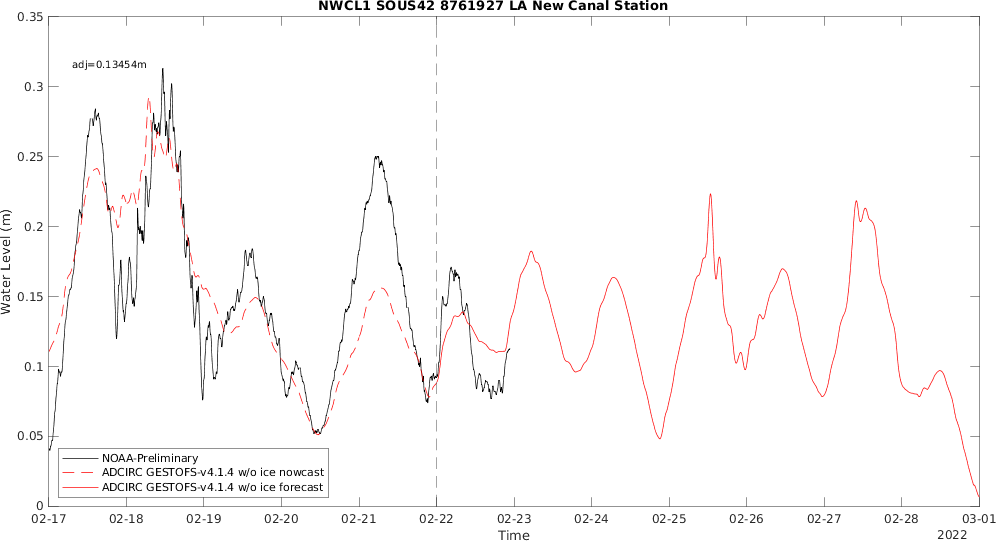 NWCL1 SOUS42 8761927 LA New Canal Station
Water Level (m)
0.35
0.3
0.25
0.2
0.15
0.1
0.05
0
adj=0.13454m
NOAA-Preliminary
ADCIRC GESTOFS-v4.1.4 w/o ice nowcast
ADCIRC GESTOFS-v4.1.4 w/o ice forecast
02-17 02-18 02-19 02-20 02-21 02-22 02-23 02-24 02-25 02-26 02-27 02-28 03-01
Time
2022